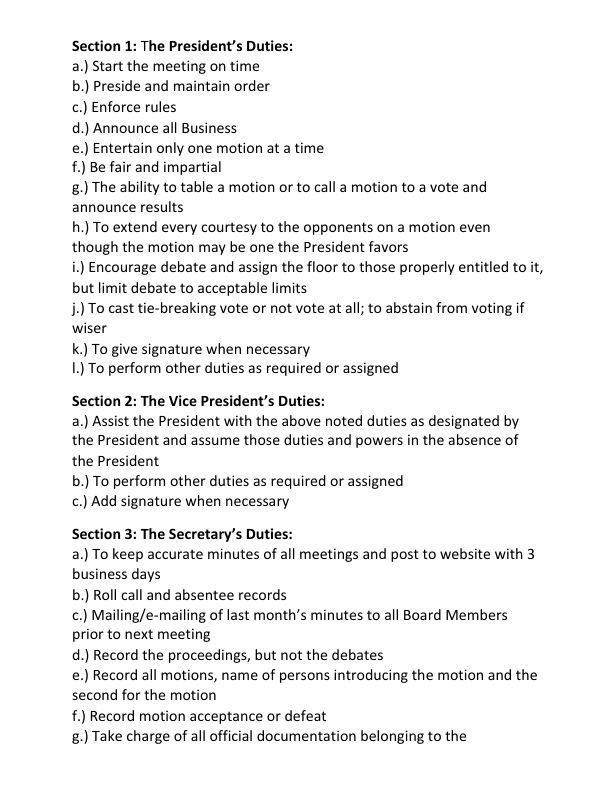 Section 1: The President’s Duties:
a.) Start the meeting on time
b.) Preside and maintain order
c.) Enforce rules
d.) Announce all Business
e.) Entertain only one motion at a time
f.) Be fair and impartial
g.) The ability to table a motion or to call a motion to a vote and
announce results
h.) To extend every courtesy to the opponents on a motion even
though the motion may be one the President favors
i.) Encourage debate and assign the floor to those properly entitled to it,
but limit debate to acceptable limits
j.) To cast tie-breaking vote or not vote at all; to abstain from voting if
wiser
k.) To give signature when necessary
l.) To perform other duties as required or assigned
Section 2: The Vice President’s Duties:
a.) Assist the President with the above noted duties as designated by
the President and assume those duties and powers in the absence of
the President
b.) To perform other duties as required or assigned
c.) Add signature when necessary
Section 3: The Secretary’s Duties:
a.) To keep accurate minutes of all meetings and post to website with 3
business days
b.) Roll call and absentee records
c.) Mailing/e-mailing of last month’s minutes to all Board Members
prior to next meeting
d.) Record the proceedings, but not the debates
e.) Record all motions, name of persons introducing the motion and the
second for the motion
f.) Record motion acceptance or defeat
g.) Take charge of all official documentation belonging to the